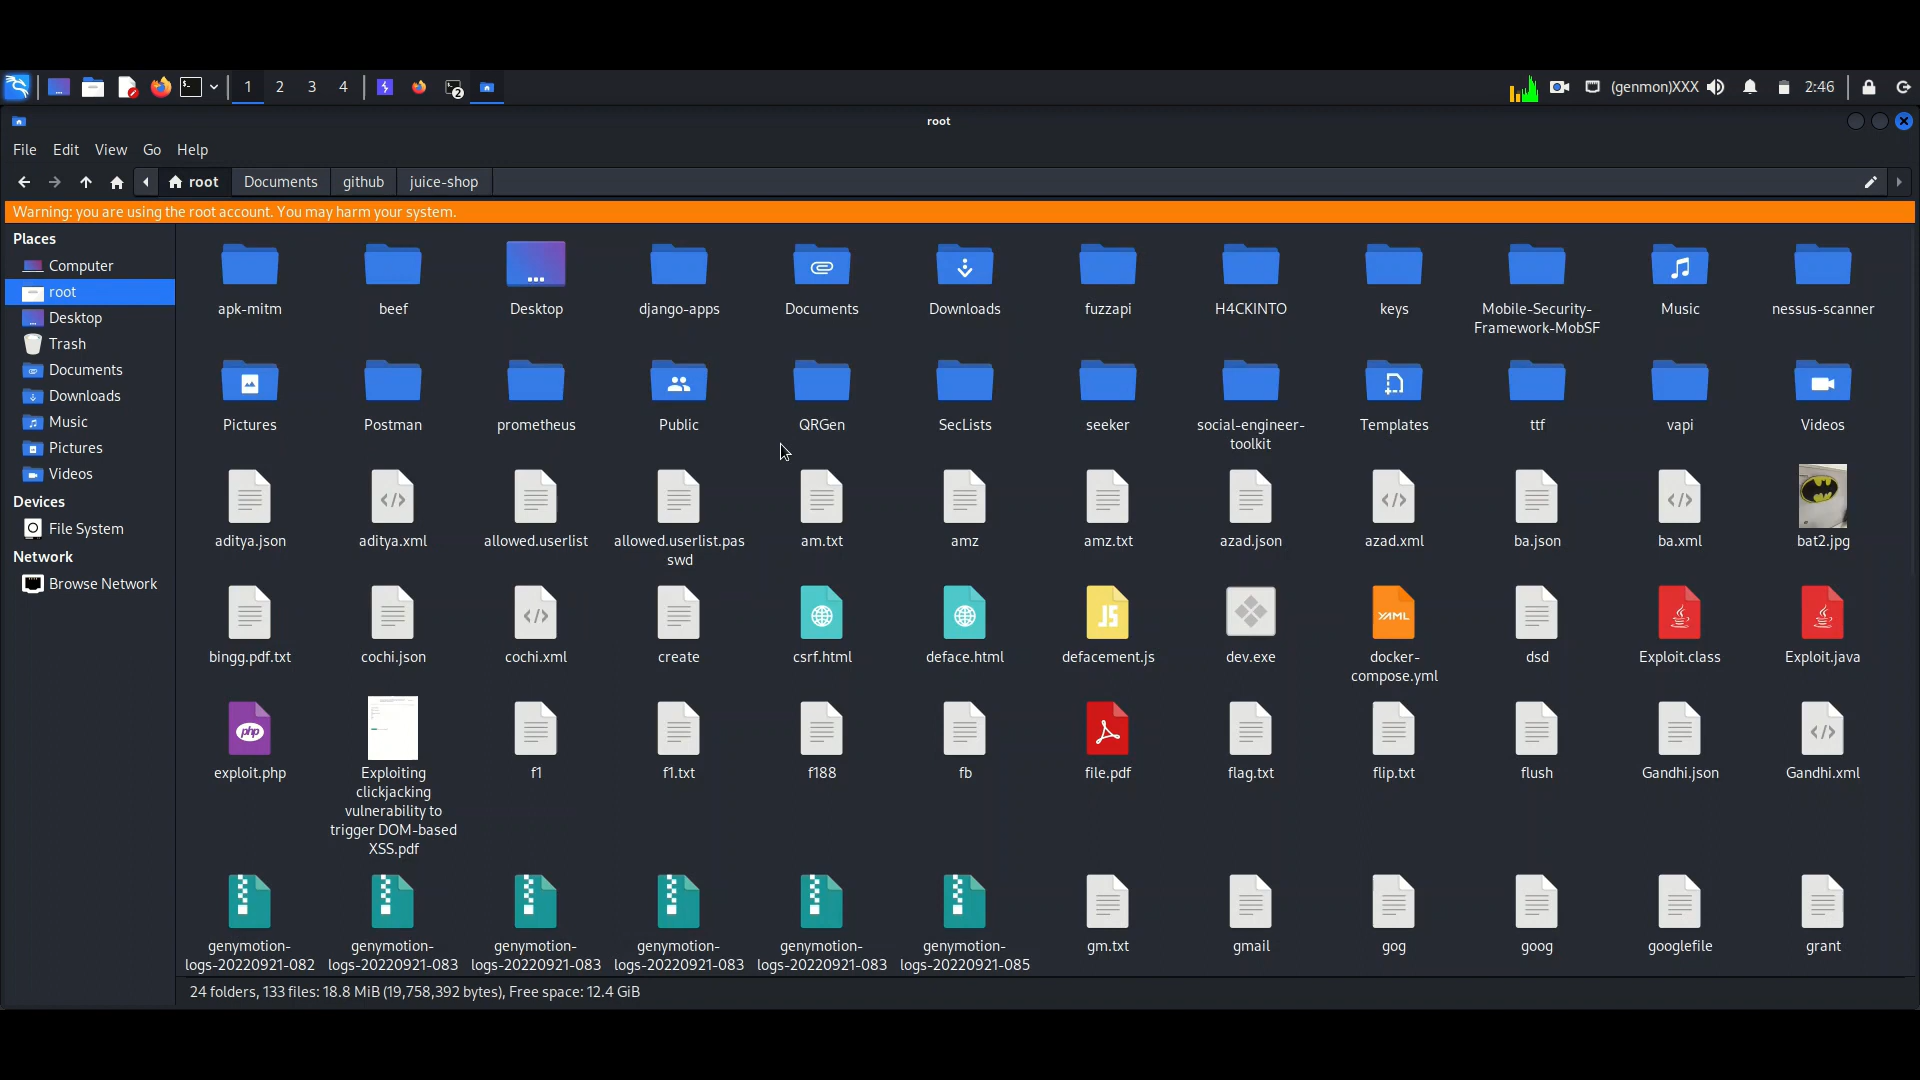 1 2 3 4 2 (genmon)XXX 2:46
root
File Edit View Go Help
root Documents github juice-shop
Warning: you are using the root account. You may harm your system.
Places
Computer
root
Desktop
Trash
Documents
Downloads
Music
Pictures
Videos
Devices
File System
Network
Browse Network
apk-mitm beef Desktop django-apps Documents Downloads fuzzapi H4CKINTO keys Mobile-Security- Music nessus-scanner
Framework-MobSF
Pictures Postman prometheus Public QRGen SecLists seeker social-engineer- Templates ttf vapi Videos
toolkit
aditya.json aditya.xml allowed.userlist allowed.userlist.pas am.txt amz amz.txt azad.json azad.xml ba.json ba.xml bat2.jpg
swd
JS YAML
bingg.pdf.txt cochi.json cochi.xml create csrf.html deface.html defacement.js dev.exe docker- dsd Exploit.class Exploit.java
compose.yml
php
exploit.php Exploiting f1 f1.txt f188 fb file.pdf flag.txt flip.txt flush Gandhi.json Gandhi.xml
clickjacking
vulnerability to
trigger DOM-based
XSS.pdf
genymotion- genymotion- genymotion- genymotion- genymotion- genymotion- gm.txt gmail gog goog googlefile grant
logs-20220921-082 logs-20220921-083 logs-20220921-083 logs-20220921-083 logs-20220921-083 logs-20220921-085
24 folders, 133 files: 18.8 MiB (19,758,392 bytes), Free space: 12.4 GiB